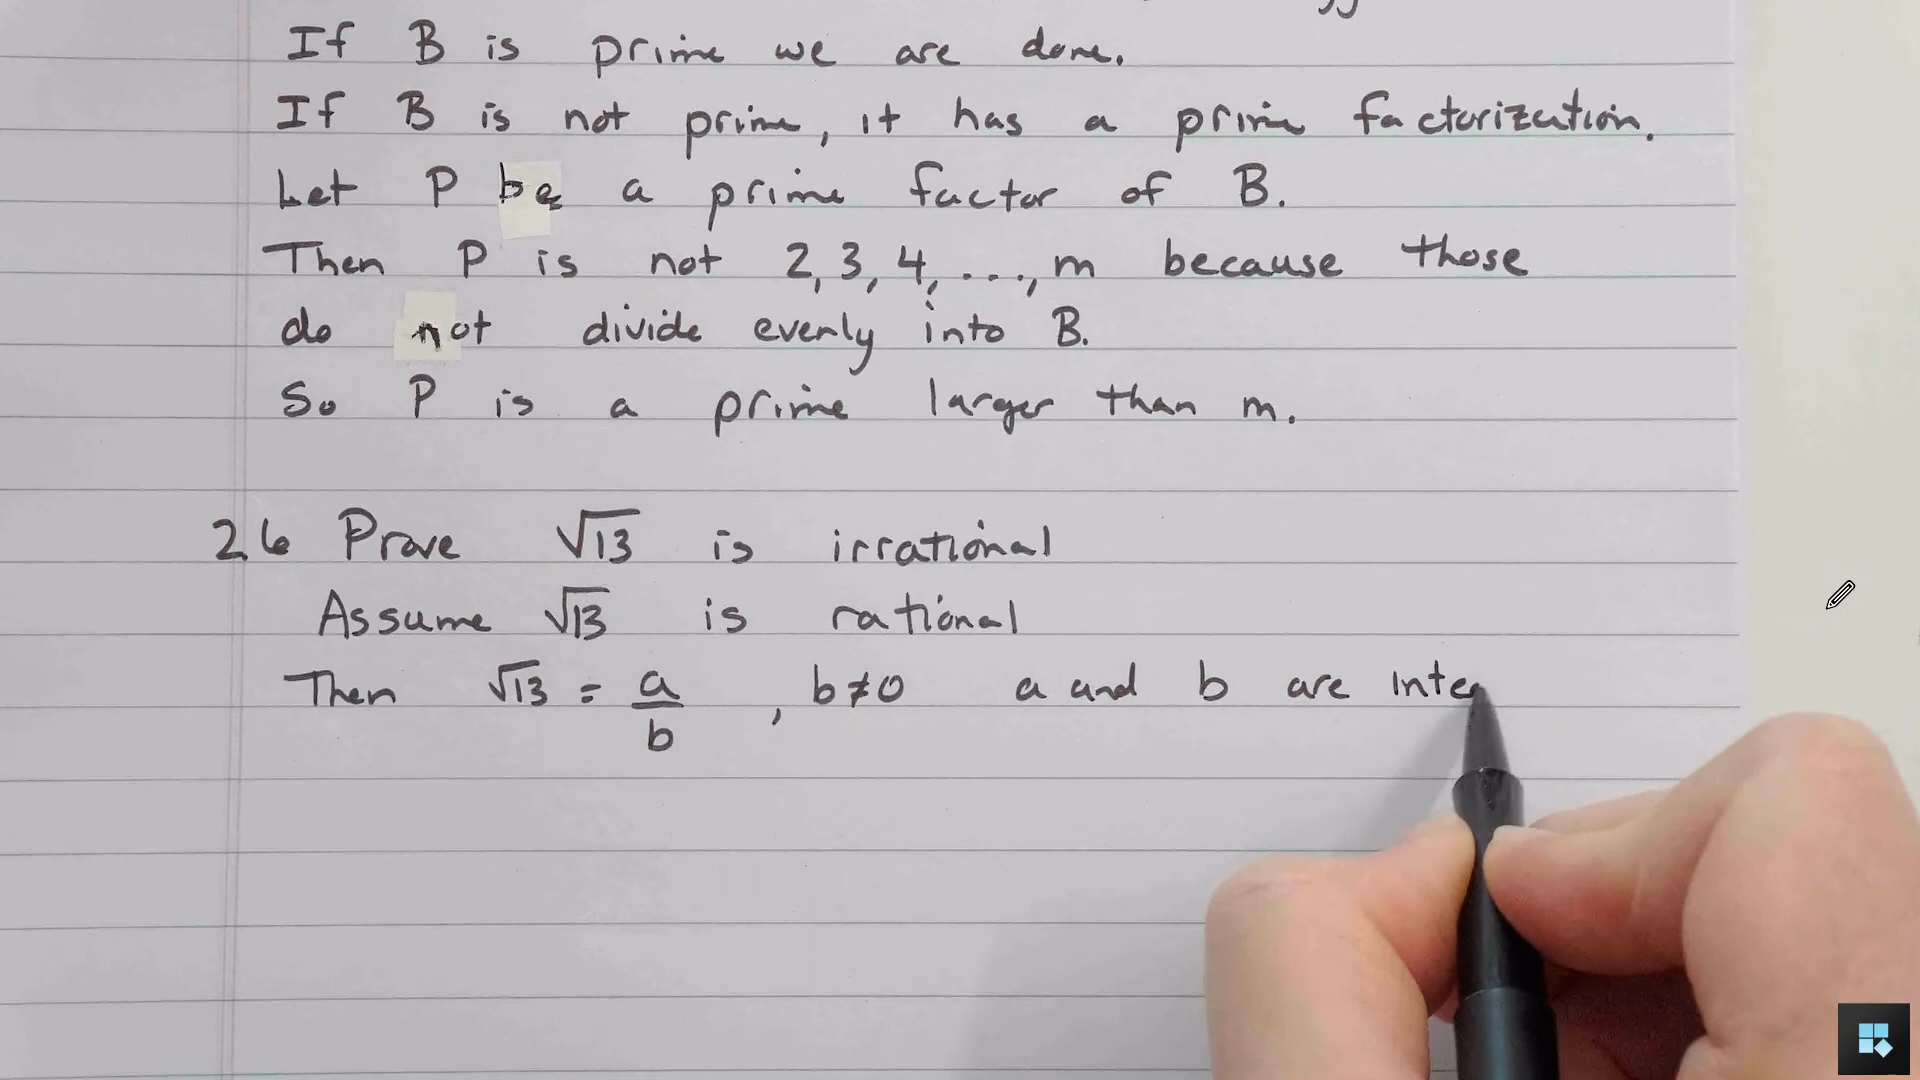 If B is prime we are done.
If B is not prime, it has a prime factorization.
Let P be a prime factor of B.
Then P is not 2, 3, 4, ..., m because those
do not divide evenly into B.
So P is a prime larger than m.
2.6 Prove √13 is irrational
Assume √13 is rational
Then √13 = a/b, b≠0 a and b are inte